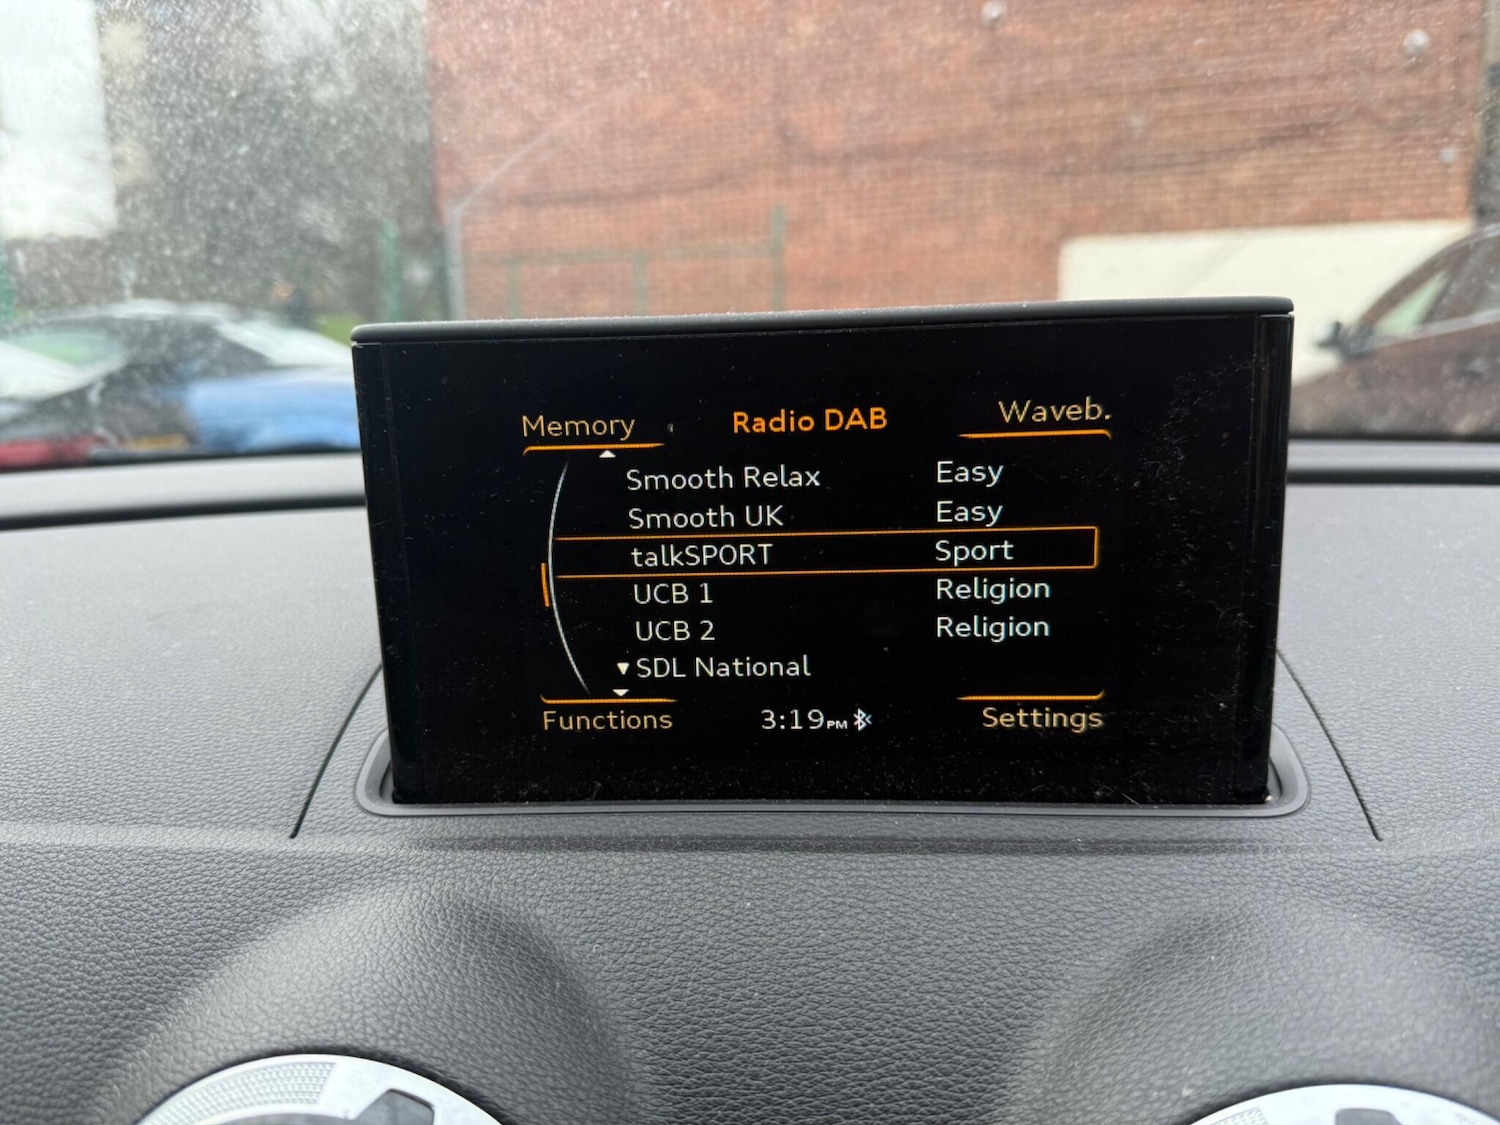 Memory Radio DAB Waveb.
Smooth Relax Easy
Smooth UK Easy
talkSPORT Sport
UCB 1 Religion
UCB 2 Religion
SDL National
Functions 3:19PM Settings